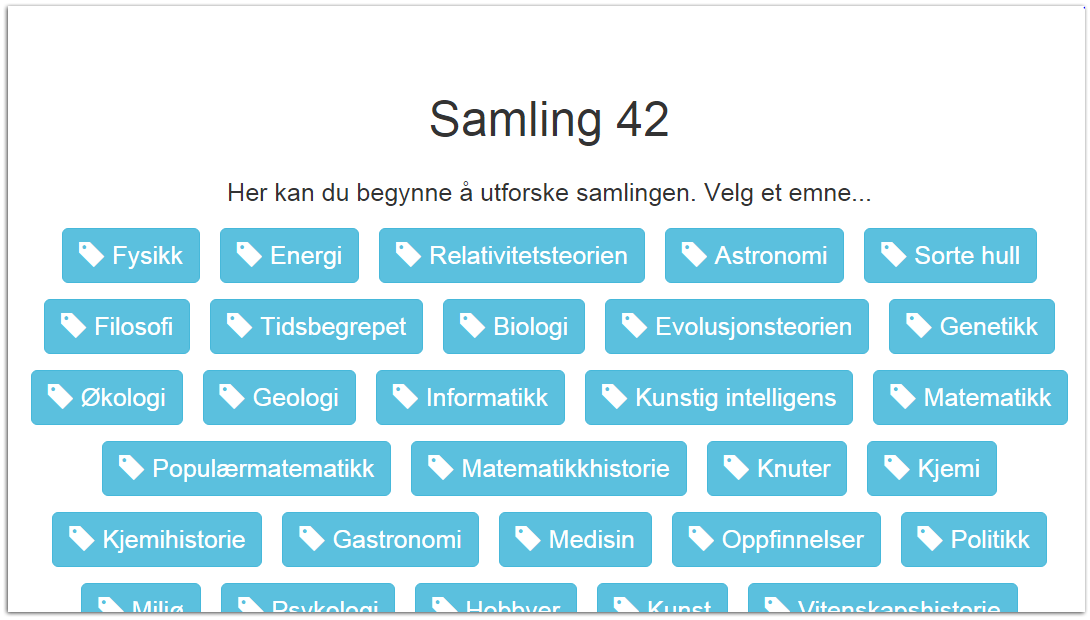 Samling 42
Her kan du begynne å utforske samlingen. Velg et emne...
Fysikk Energi Relativitetsteorien Astronomi Sorte hull
Filosofi Tidsbegrepet Biologi Evolusjonsteorien Genetikk
Økologi Geologi Informatikk Kunstig intelligens Matematikk
Populærmatematikk Matematikkhistorie Knuter Kjemi
Kjemihistorie Gastronomi Medisin Oppfinnelser Politikk
Miljø Psykologi Hobbyer Kunst Vitenskapshistorie